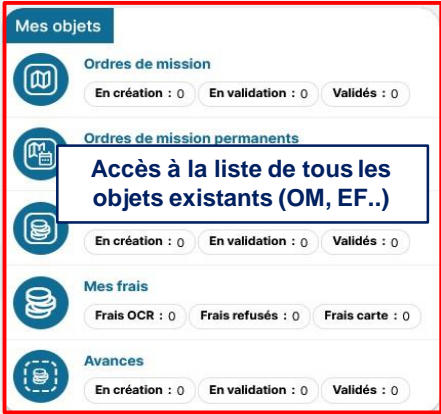 Mes objets
Ordres de mission
En création : 0 En validation : 0 Validés : 0
Ordres de mission permanents
Accès à la liste de tous les
objets existants (OM, EF..)
En création : 0 En validation : 0 Validés : 0
Mes frais
Frais OCR : 0 Frais refusés : 0 Frais carte : 0
Avances
En création : 0 En validation : 0 Validés : 0